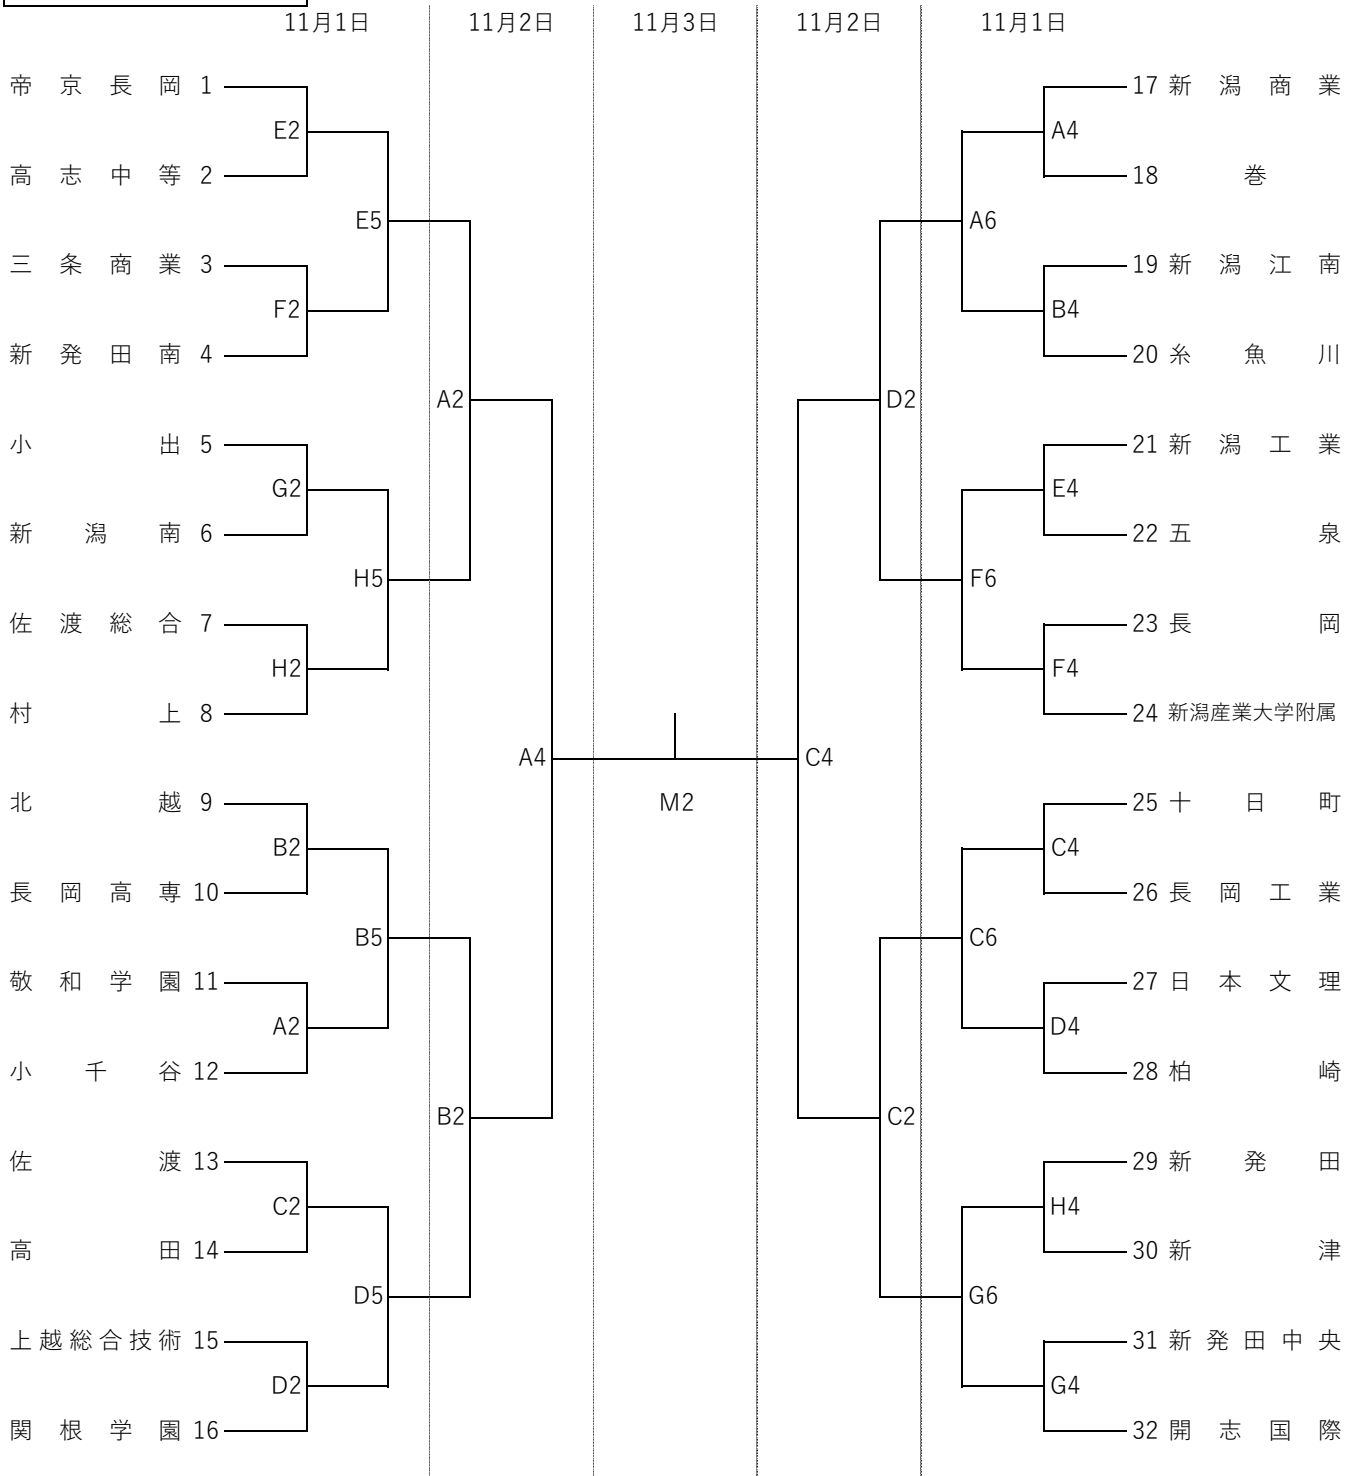 11月1日 11月2日 11月3日 11月2日 11月1日
帝京長岡 1 17 新潟商業
E2 A4
高志中等 2 18 巻
E5 A6
三条商業 3 19 新潟江南
F2 B4
新発田南 4 20 糸魚川
A2 D2
小出 5 21 新潟工業
G2 E4
新潟南 6 22 五泉
H5 F6
佐渡総合 7 23 長岡
H2 F4
村上 8 24 新潟産業大学附属
A4 C4
北越 9 M2 25 十日町
B2 C4
長岡高専 10 26 長岡工業
B5 C6
敬和学園 11 27 日本文理
A2 D4
小千谷 12 28 柏崎
B2 C2
佐渡 13 29 新発田
C2 H4
高田 14 30 新津
D5 G6
上越総合技術 15 31 新発田中央
D2 G4
関根学園 16 32 開志国際